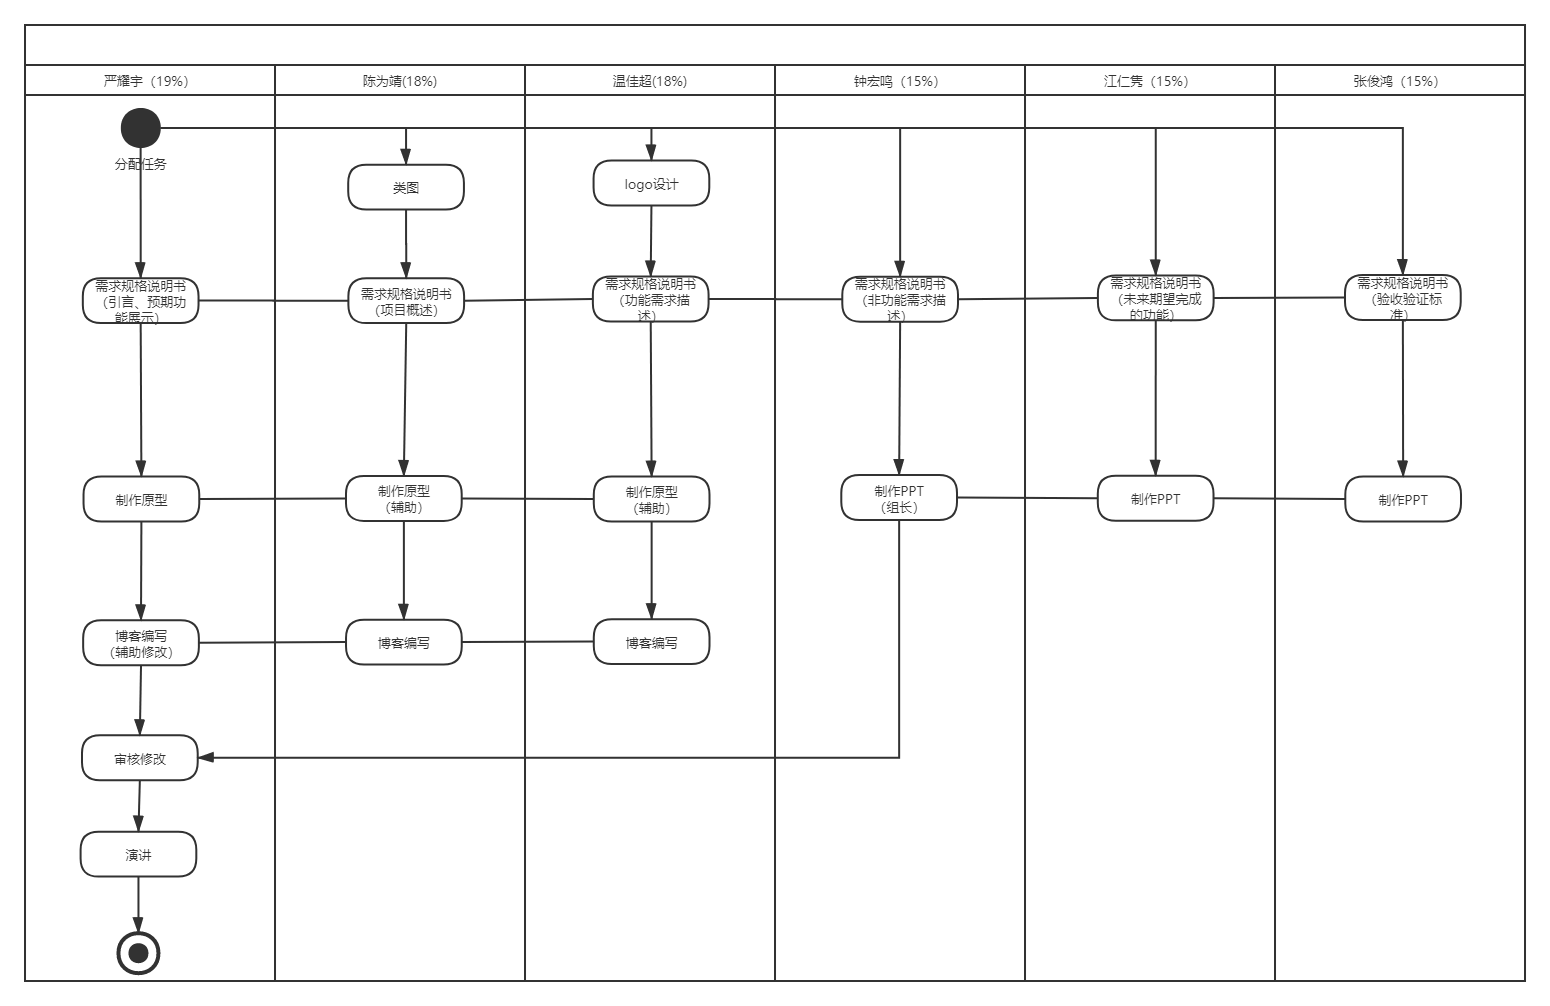 严耀宇（19%）
陈为靖(18%)
温佳超(18%)
钟宏鸣（15%）
江仁隽（15%）
张俊鸿（15%）
分配任务
类图
logo设计
需求规格说明书
（引言、预期功
能展示）
需求规格说明书
（项目概述）
需求规格说明书
（功能需求描
述）
需求规格说明书
（非功能需求描
述）
需求规格说明书
（未来期望完成
的功能）
需求规格说明书
（验收验证标
准）
制作原型
制作原型
（辅助）
制作原型
（辅助）
制作PPT
（组长）
制作PPT
制作PPT
博客编写
（辅助修改）
博客编写
博客编写
审核修改
演讲